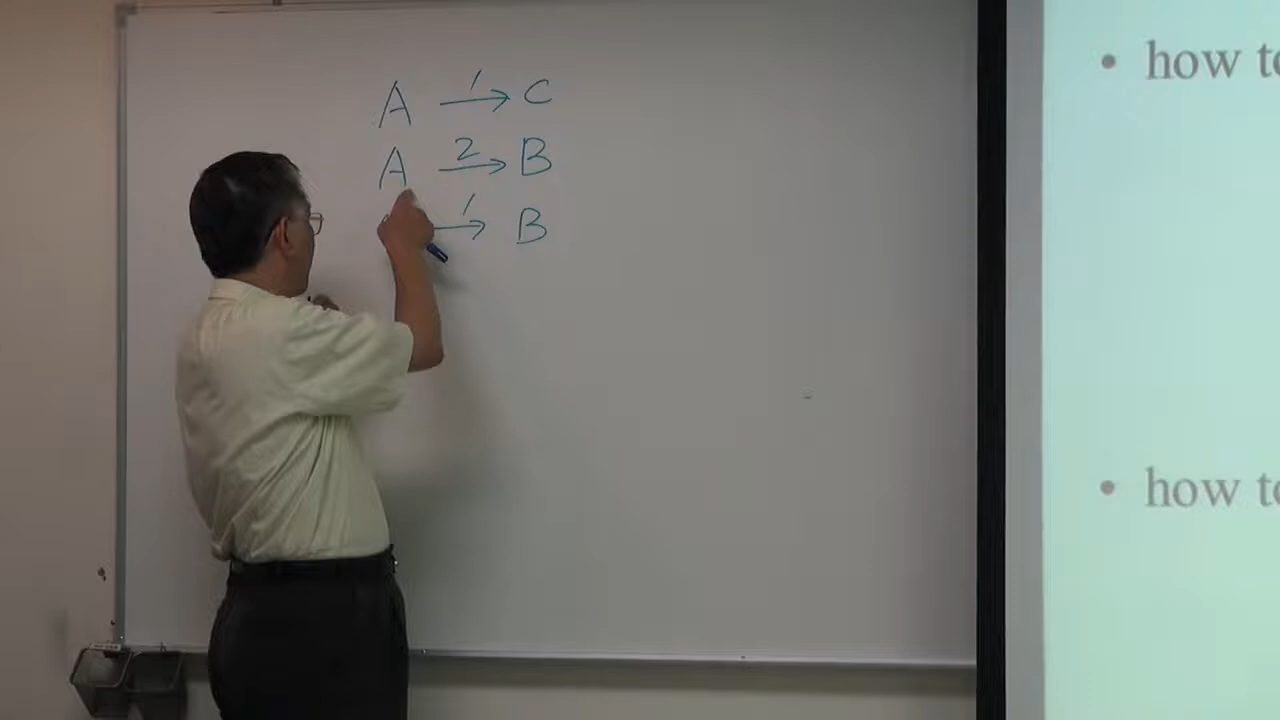 A 1→ C
A 2→ B
1→ B
• how to
• how to